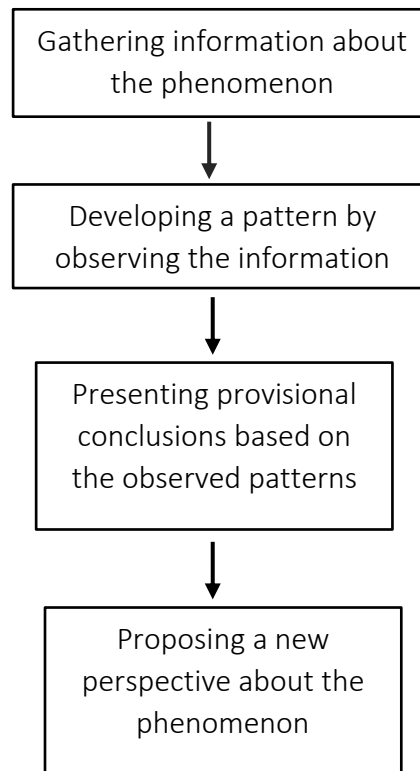 Gathering information about
the phenomenon
Developing a pattern by
observing the information
Presenting provisional
conclusions based on
the observed patterns
Proposing a new
perspective about the
phenomenon